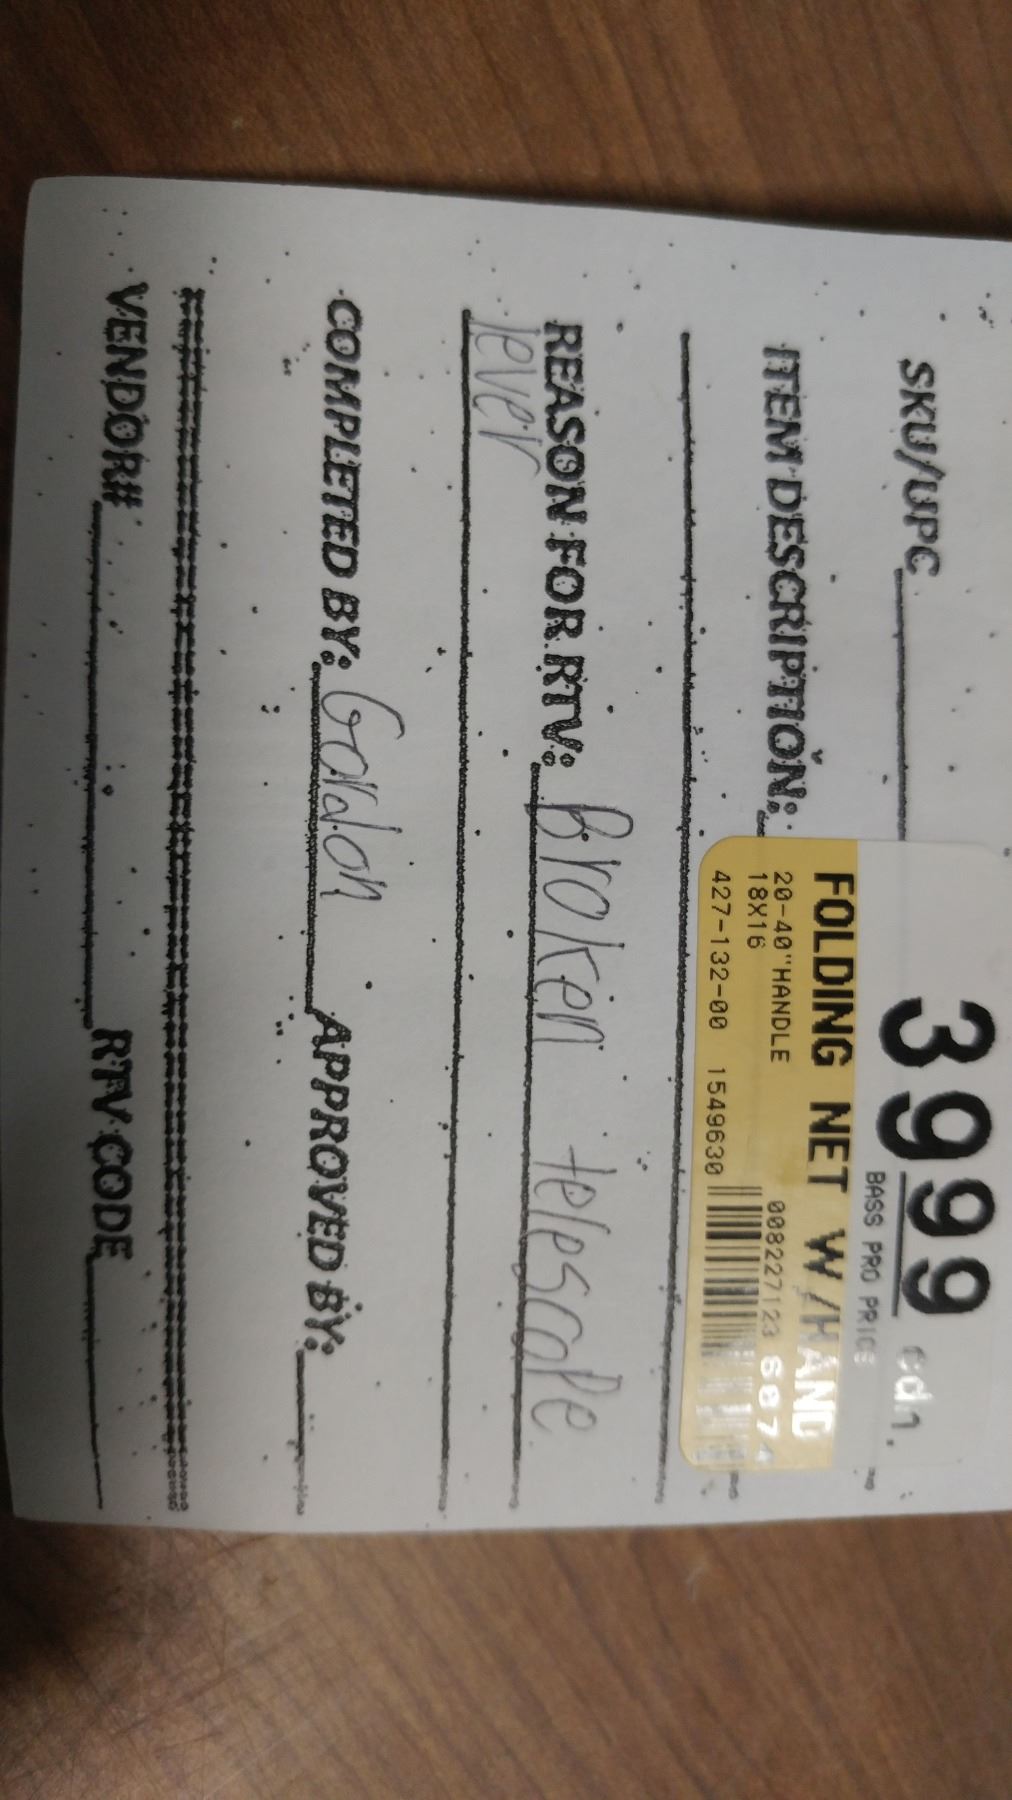 SKU/UPC
3999 cdn.
BASS PRO PRICE
ITEM DESCRIPTION:
FOLDING NET W/HAND
20-40"HANDLE
18X16 008227123
427-132-00 1549630
REASON FOR RTV: Broken telescope
lever
COMPLETED BY: Gordon APPROVED BY:
VENDOR# RTV CODE